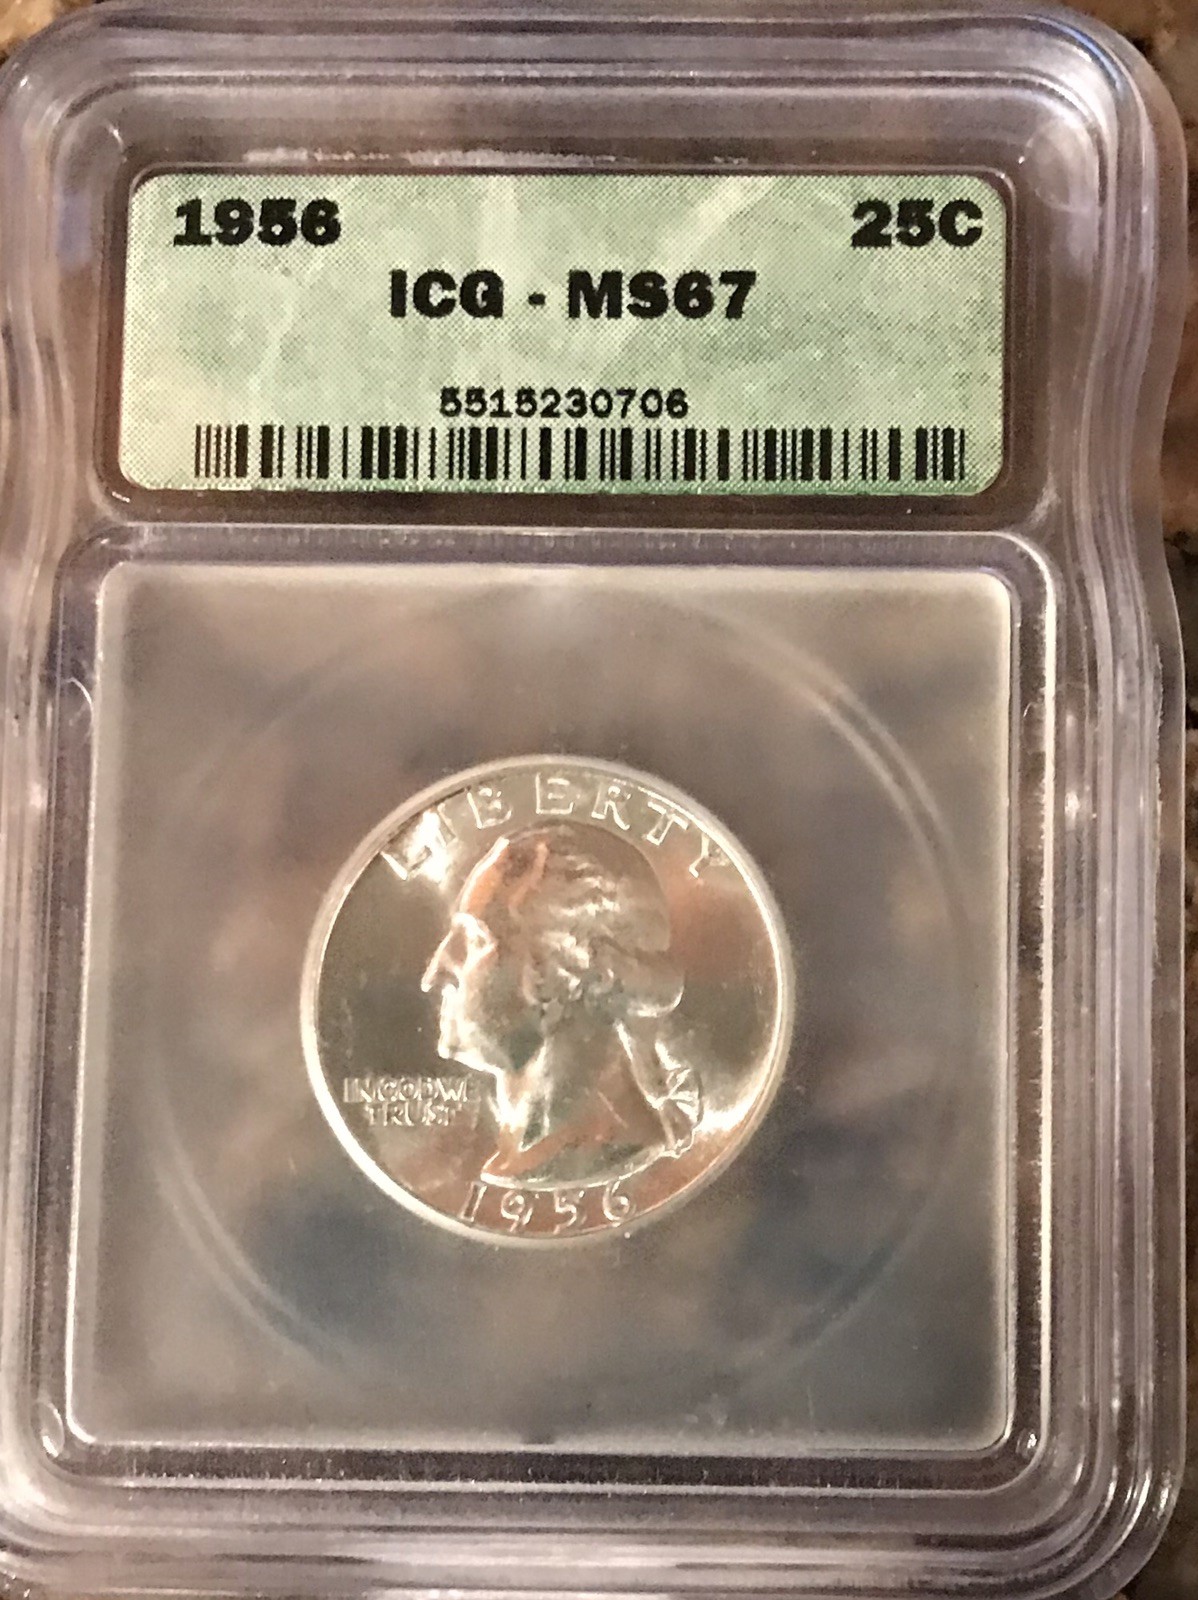 1956 25C
ICG - MS67
5515230706
LIBERTY
IN GOD WE
TRUST
1956